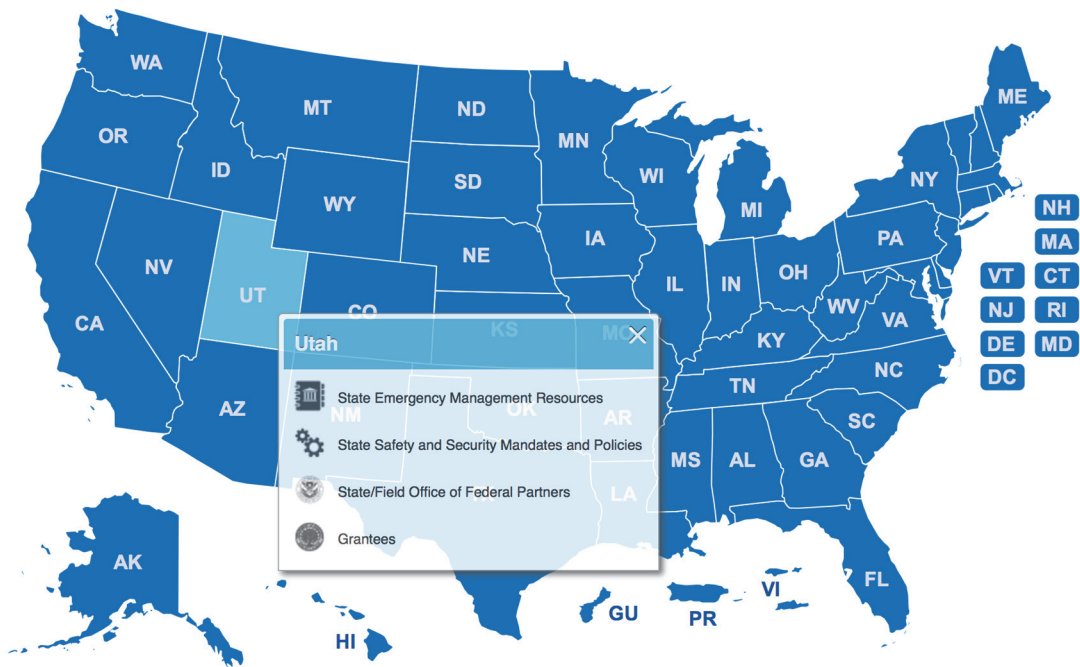 WA
MT
ND
MN
ME
OR
ID
SD
WI
NY
WY
MI
IA
PA
NE
NV
UT
OH
IL
IN
CO
WV
CA
KS
MO
VA
KY
NC
TN
AZ
NM
OK
AR
SC
MS
AL
GA
LA
AK
FL
GU
PR
VI
HI
NH
MA
VT
CT
NJ
RI
DE
MD
DC
Utah
State Emergency Management Resources
State Safety and Security Mandates and Policies
State/Field Office of Federal Partners
Grantees